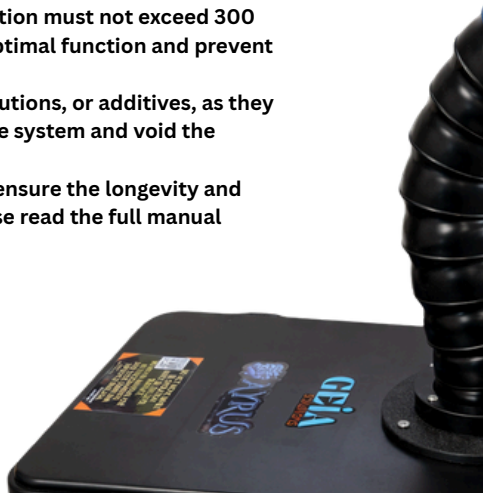 tion must not exceed 300
ptimal function and prevent
utions, or additives, as they
e system and void the
ensure the longevity and
se read the full manual
AYRUS
GEIA